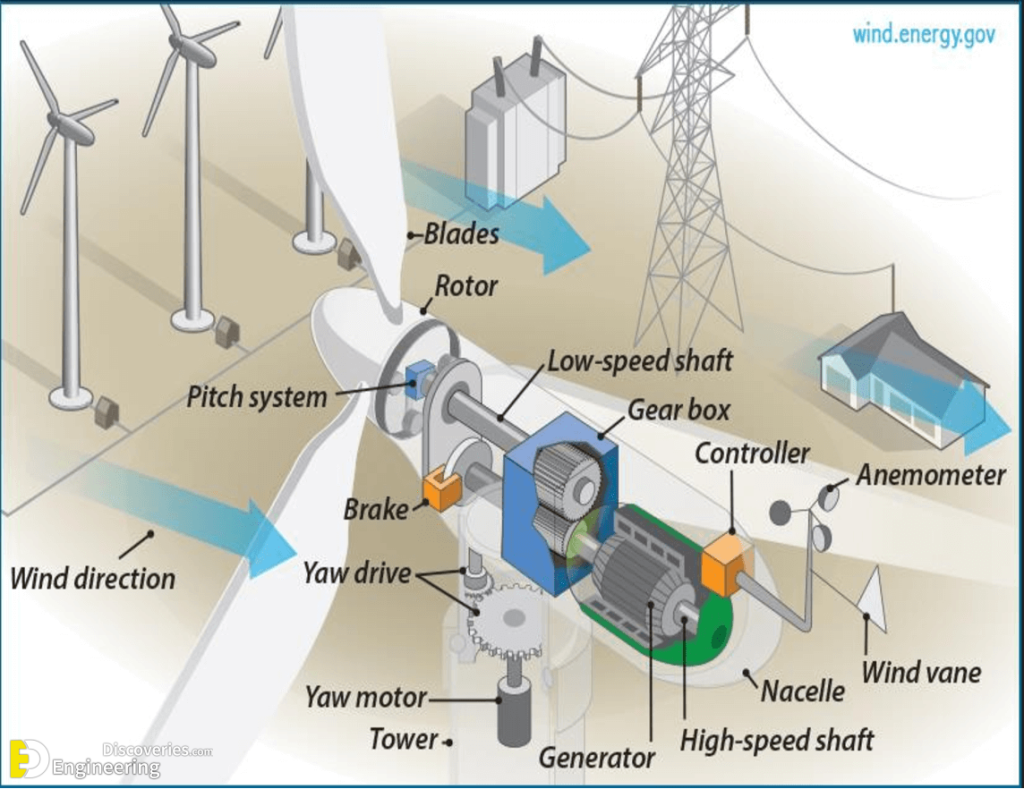 wind.energy.gov
Blades
Rotor
Low-speed shaft
Pitch system
Gear box
Controller
Anemometer
Brake
Wind direction
Yaw drive
Wind vane
Yaw motor
Nacelle
Tower
Generator
High-speed shaft
ED
Discoveries.com
Engineering